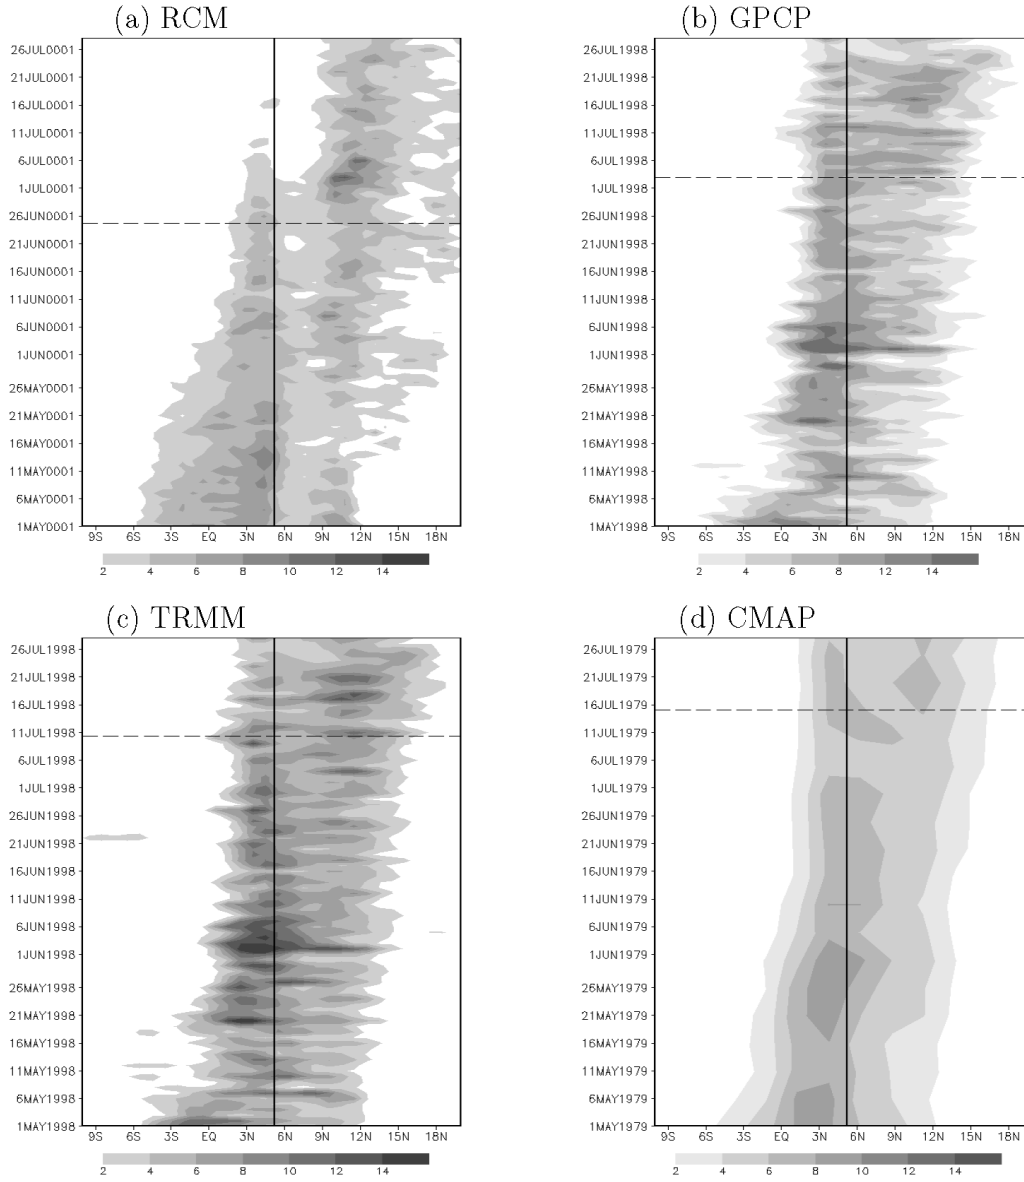 (a) RCM
26JUL0001
21JUL0001
16JUL0001
11JUL0001
6JUL0001
1JUL0001
26JUN0001
21JUN0001
16JUN0001
11JUN0001
6JUN0001
1JUN0001
26MAY0001
21MAY0001
16MAY0001
11MAY0001
6MAY0001
1MAY0001
9S 6S 3S EQ 3N 6N 9N 12N 15N 18N
2 4 6 8 10 12 14
(b) GPCP
26JUL1998
21JUL1998
16JUL1998
11JUL1998
6JUL1998
1JUL1998
26JUN1998
21JUN1998
16JUN1998
11JUN1998
6JUN1998
1JUN1998
26MAY1998
21MAY1998
16MAY1998
11MAY1998
6MAY1998
1MAY1998
9S 6S 3S EQ 3N 6N 9N 12N 15N 18N
2 4 6 8 10 12 14
(c) TRMM
26JUL1998
21JUL1998
16JUL1998
11JUL1998
6JUL1998
1JUL1998
26JUN1998
21JUN1998
16JUN1998
11JUN1998
6JUN1998
1JUN1998
26MAY1998
21MAY1998
16MAY1998
11MAY1998
6MAY1998
1MAY1998
9S 6S 3S EQ 3N 6N 9N 12N 15N 18N
2 4 6 8 10 12 14
(d) CMAP
26JUL1979
21JUL1979
16JUL1979
11JUL1979
6JUL1979
1JUL1979
26JUN1979
21JUN1979
16JUN1979
11JUN1979
6JUN1979
1JUN1979
26MAY1979
21MAY1979
16MAY1979
11MAY1979
6MAY1979
1MAY1979
9S 6S 3S EQ 3N 6N 9N 12N 15N 18N
2 4 6 8 10 12 14